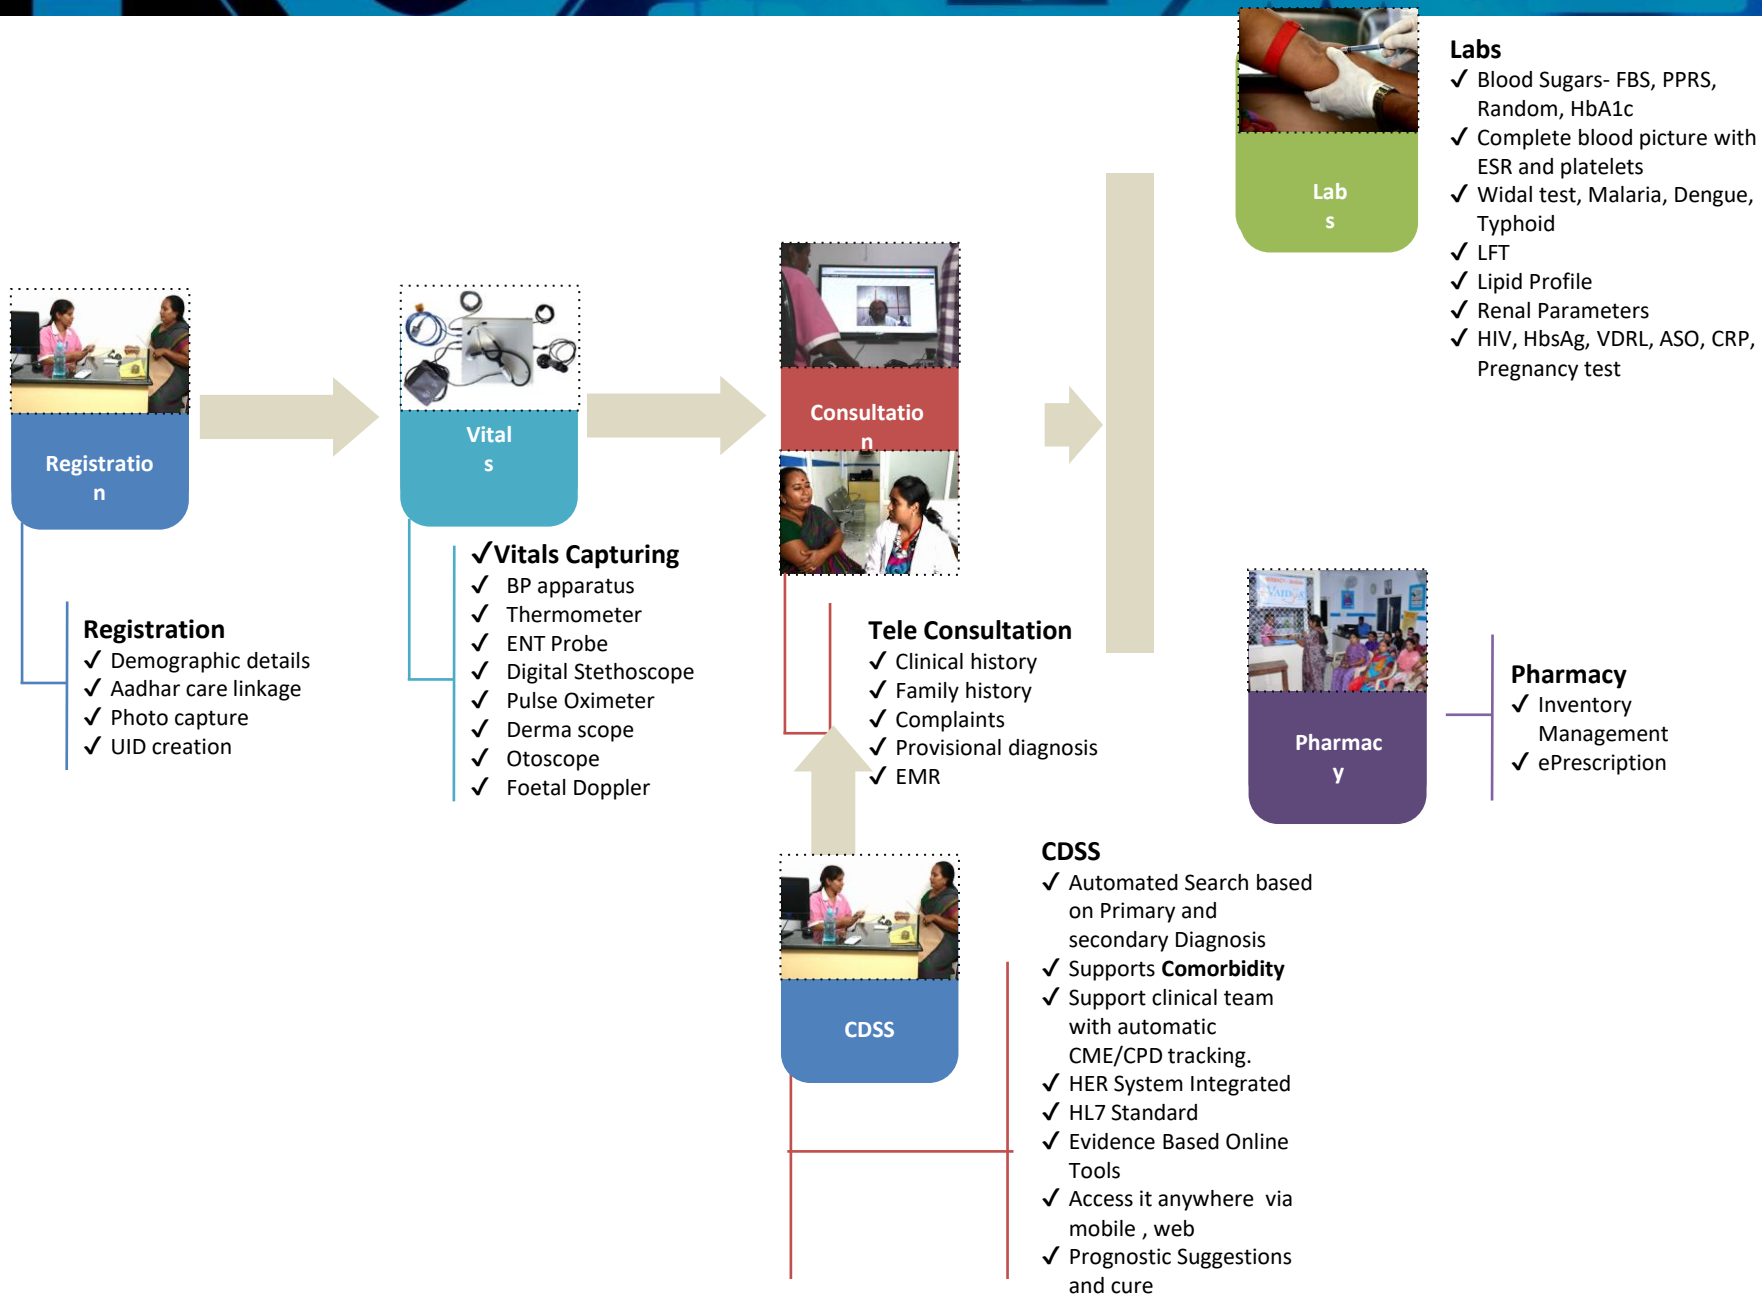 Labs
✓ Blood Sugars- FBS, PPRS,
Random, HbA1c
✓ Complete blood picture with
ESR and platelets
✓ Widal test, Malaria, Dengue,
Typhoid
✓ LFT
✓ Lipid Profile
✓ Renal Parameters
✓ HIV, HbsAg, VDRL, ASO, CRP,
Pregnancy test
Lab
s
Registratio
n
Vital
s
Consultatio
n
Registration
✓ Demographic details
✓ Aadhar care linkage
✓ Photo capture
✓ UID creation
✓Vitals Capturing
✓ BP apparatus
✓ Thermometer
✓ ENT Probe
✓ Digital Stethoscope
✓ Pulse Oximeter
✓ Derma scope
✓ Otoscope
✓ Foetal Doppler
Tele Consultation
✓ Clinical history
✓ Family history
✓ Complaints
✓ Provisional diagnosis
✓ EMR
Pharmac
y
Pharmacy
✓ Inventory
Management
✓ ePrescription
CDSS
CDSS
✓ Automated Search based
on Primary and
secondary Diagnosis
✓ Supports Comorbidity
✓ Support clinical team
with automatic
CME/CPD tracking.
✓ HER System Integrated
✓ HL7 Standard
✓ Evidence Based Online
Tools
✓ Access it anywhere via
mobile , web
✓ Prognostic Suggestions
and cure